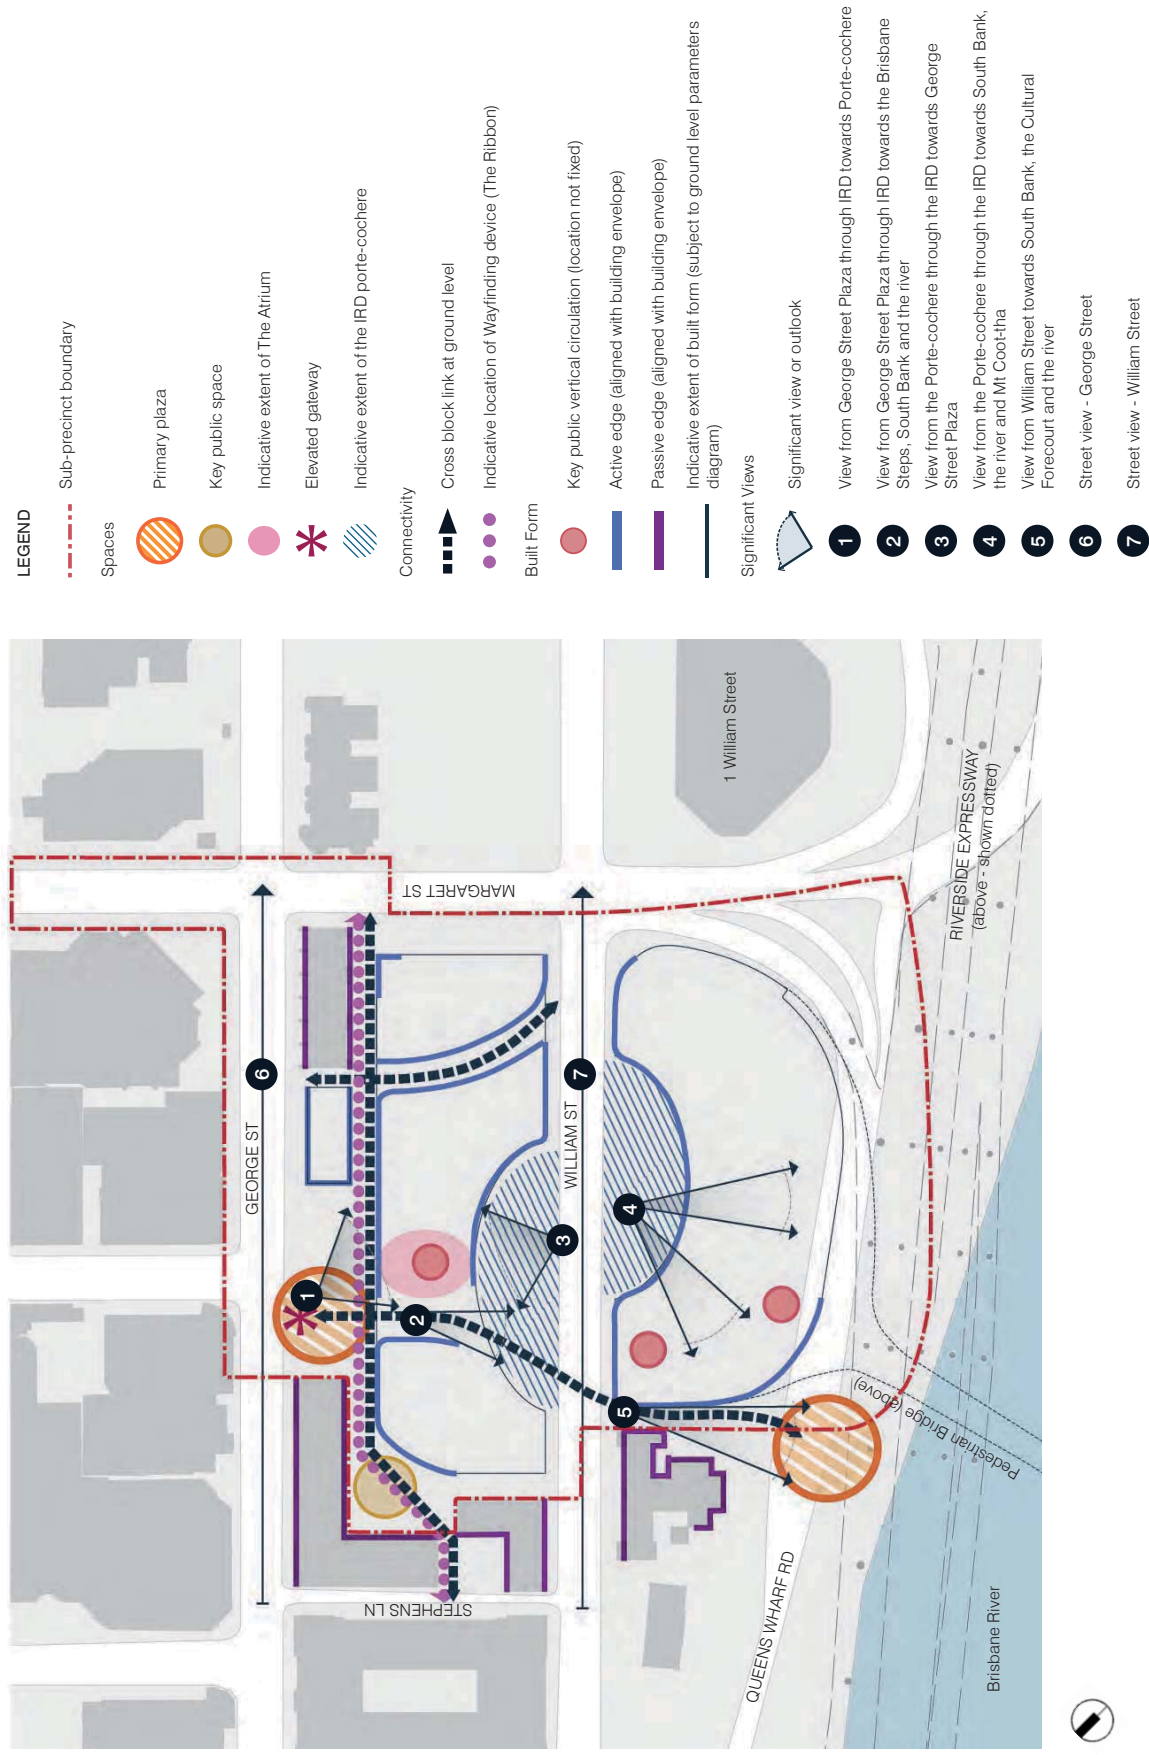 LEGEND
Sub-precinct boundary
Spaces
Primary plaza
Key public space
Indicative extent of The Atrium
Elevated gateway
Indicative extent of the IRD porte-cochere
Connectivity
Cross block link at ground level
Indicative location of Wayfinding device (The Ribbon)
Built Form
Key public vertical circulation (location not fixed)
Active edge (aligned with building envelope)
Passive edge (aligned with building envelope)
Indicative extent of built form (subject to ground level parameters
diagram)
Significant Views
Significant view or outlook
1 View from George Street Plaza through IRD towards Porte-cochere
2 View from George Street Plaza through IRD towards the Brisbane
Steps, South Bank and the river
3 View from the Porte-cochere through the IRD towards George
Street Plaza
4 View from the Porte-cochere through the IRD towards South Bank,
the river and Mt Coot-tha
5 View from William Street towards South Bank, the Cultural
Forecourt and the river
6 Street view - George Street
7 Street view - William Street
GEORGE ST
6
MARGARET ST
1
2
3
WILLIAM ST
7
4
5
1 William Street
STEPHENS LN
QUEENS WHARF RD
RIVERSIDE EXPRESSWAY
(above - shown dotted)
Pedestrian Bridge (above)
Brisbane River